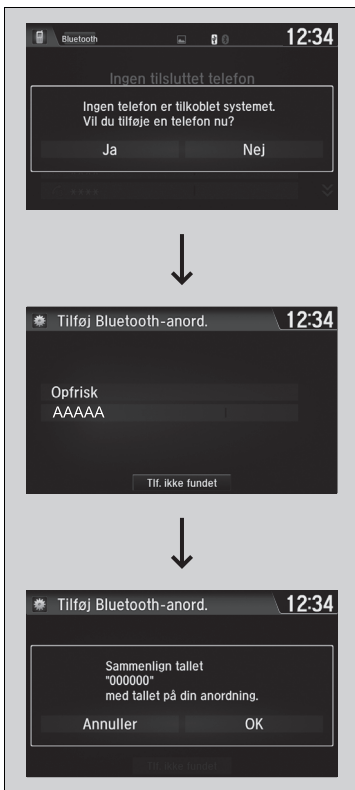 Bluetooth
12:34
Ingen tilsluttet telefon
Ingen telefon er tilkoblet systemet.
Vil du tilføje en telefon nu?
Ja
Nej
Tilføj Bluetooth-anord.
12:34
Opfrisk
AAAAA
Tlf. ikke fundet
Tilføj Bluetooth-anord.
12:34
Sammenlign tallet
"000000"
med tallet på din anordning.
Annuller
OK
Tlf. ikke fundet